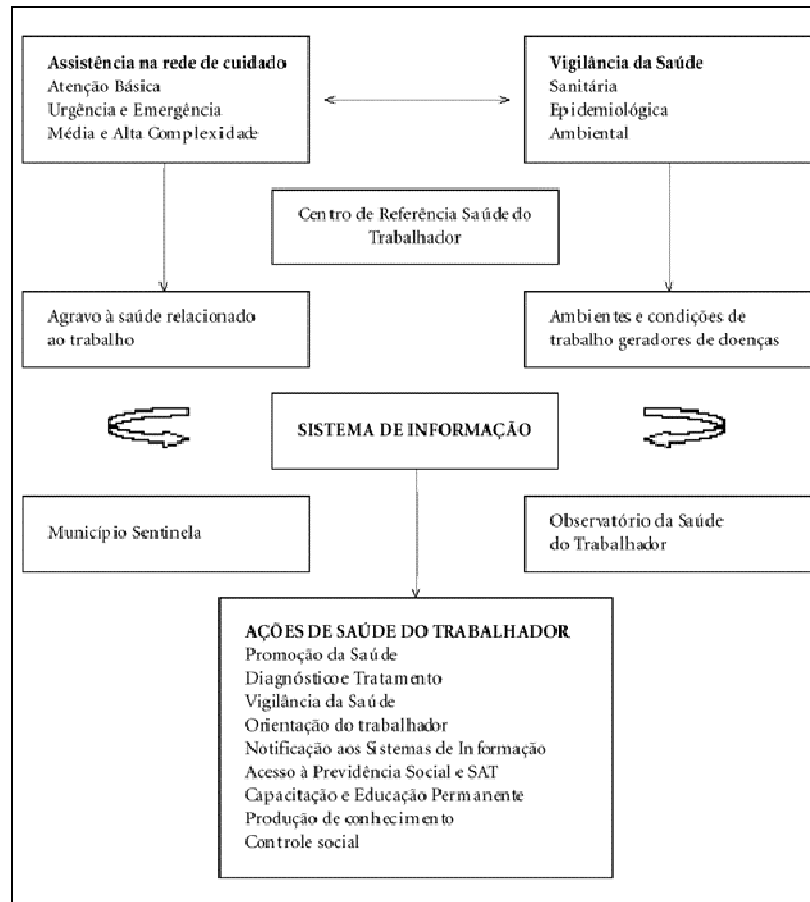 Assistência na rede de cuidado
Atenção Básica
Urgência e Emergência
Média e Alta Complexidade
Vigilância da Saúde
Sanitária
Epidemiológica
Ambiental
Centro de Referência Saúde do
Trabalhador
Agravo à saúde relacionado
ao trabalho
Ambientes e condições de
trabalho geradores de doenças
SISTEMA DE INFORMAÇÃO
Município Sentinela
Observatório da Saúde
do Trabalhador
AÇÕES DE SAÚDE DO TRABALHADOR
Promoção da Saúde
Diagnóstico e Tratamento
Vigilância da Saúde
Orientação do trabalhador
Notificação aos Sistemas de Informação
Acesso à Previdência Social e SAT
Capacitação e Educação Permanente
Produção de conhecimento
Controle social